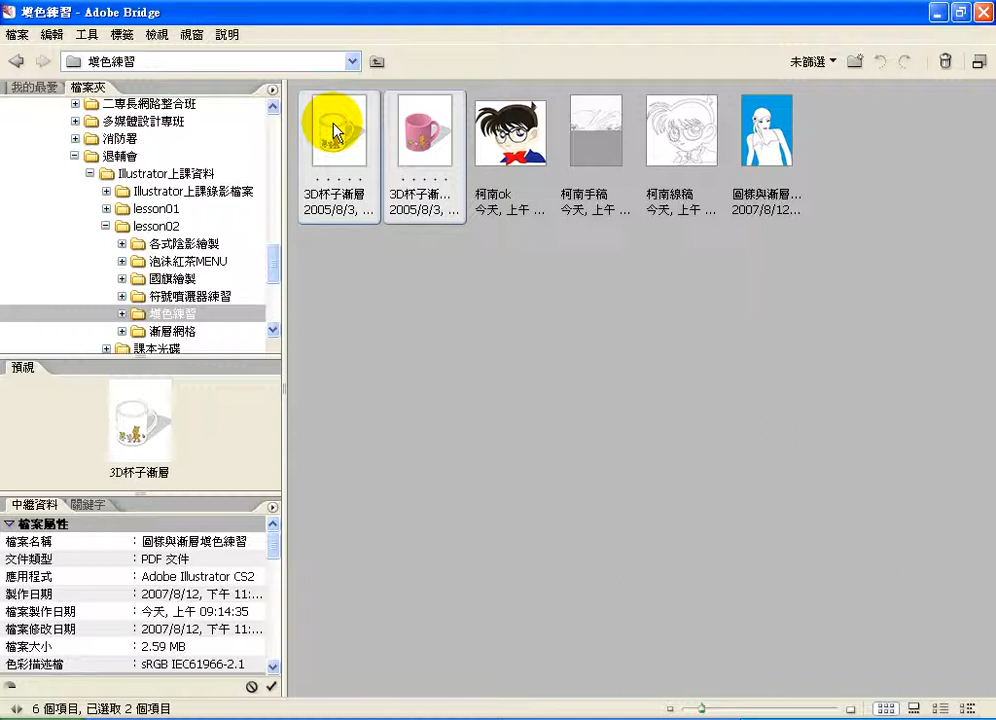 填色練習 - Adobe Bridge
檔案 編輯 工具 標籤 檢視 視窗 說明
填色練習
未篩選
我的最愛 檔案夾
二專長網路整合班
多媒體設計專班
消防署
退輔會
Illustrator上課資料
Illustrator上課錄影檔案
lesson01
lesson02
各式陰影繪製
泡沫紅茶MENU
國旗繪製
符號噴灑器練習
填色練習
漸層網格
課本光碟
3D杯子漸層
2005/8/3, ...
3D杯子漸...
2005/8/3, ...
柯南ok
今天, 上午 ...
柯南手稿
今天, 上午 ...
柯南線稿
今天, 上午 ...
圖樣與漸層...
2007/8/12...
預視
3D杯子漸層
中繼資料 關鍵字
檔案屬性
檔案名稱 : 圖樣與漸層填色練習
文件類型 : PDF 文件
應用程式 : Adobe Illustrator CS2
製作日期 : 2007/8/12, 下午 11:...
檔案製作日期 : 今天, 上午 09:14:35
檔案修改日期 : 2007/8/12, 下午 11:...
檔案大小 : 2.59 MB
色彩描述檔 : sRGB IEC61966-2.1
6 個項目, 已選取 2 個項目